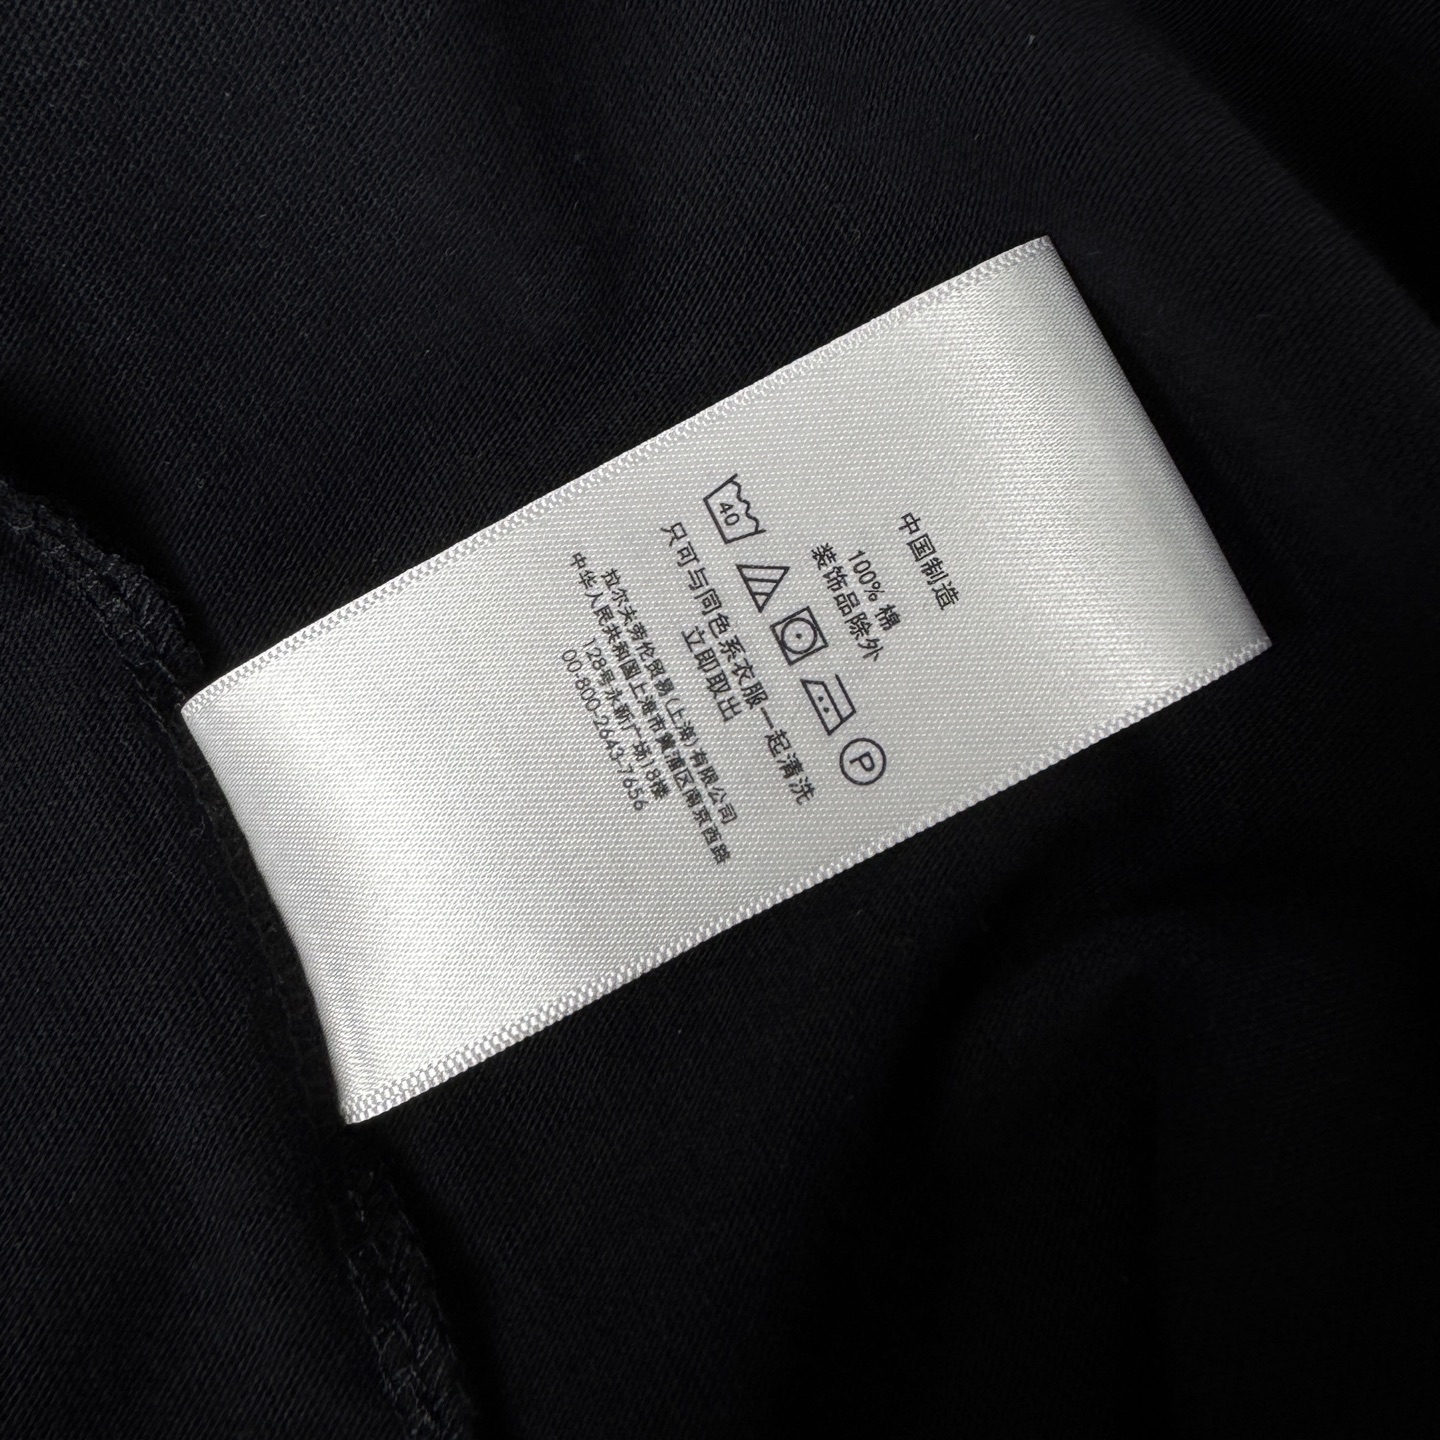 中国制造
100% 棉
装饰品除外
40
P
只可与同色系衣服一起清洗
立即取出
拉尔夫劳伦贸易(上海)有限公司
中华人民共和国上海市黄浦区南京西路
128号永新广场18楼
00-800-2643-7656